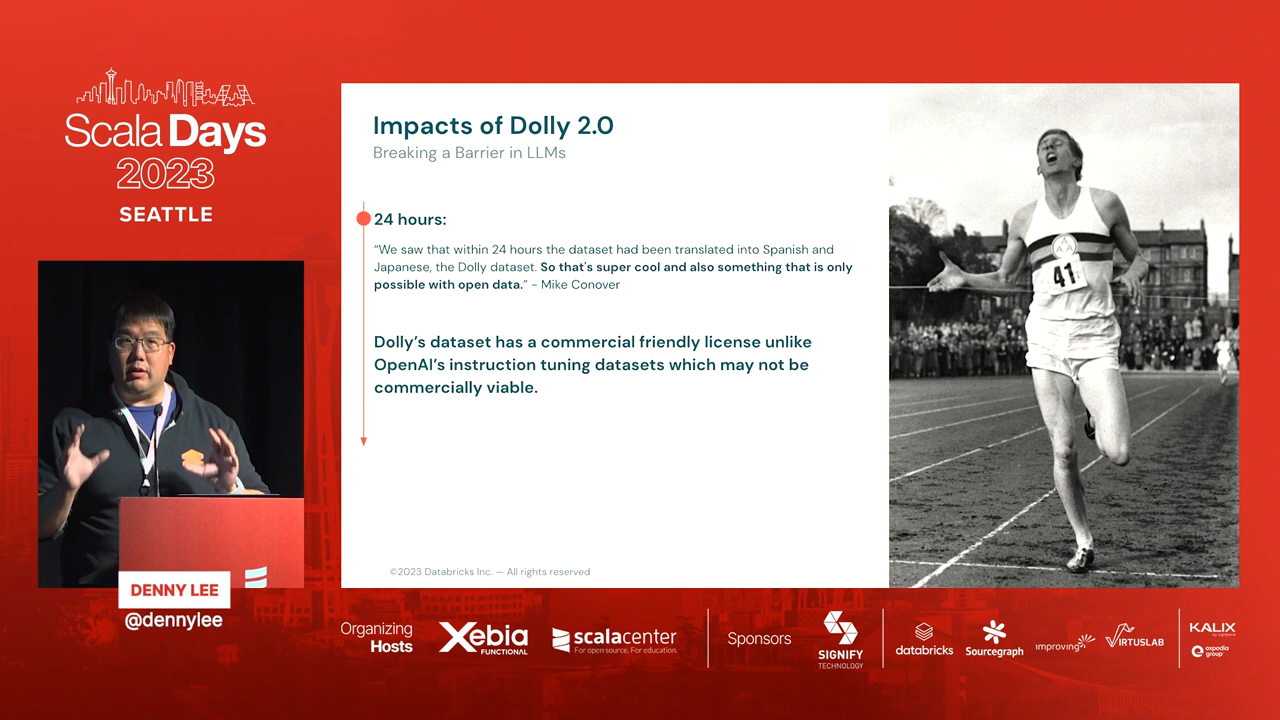 Scala Days
2023
SEATTLE
Impacts of Dolly 2.0
Breaking a Barrier in LLMs
24 hours:
“We saw that within 24 hours the dataset had been translated into Spanish and
Japanese, the Dolly dataset. So that's super cool and also something that is only
possible with open data.” - Mike Conover
Dolly’s dataset has a commercial friendly license unlike
OpenAI’s instruction tuning datasets which may not be
commercially viable.
©2023 Databricks Inc. — All rights reserved
41
DENNY LEE
@dennylee
Organizing
Hosts
Xebia
FUNCTIONAL
scalacenter
For open source. For education.
Sponsors
SIGNIFY
TECHNOLOGY
databricks
Sourcegraph
improving
VIRTUSLAB
KALIX
by Lightbend
expedia
group